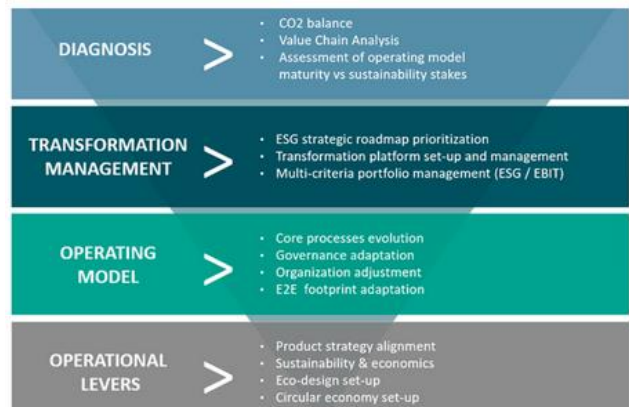 DIAGNOSIS
>
• CO2 balance
• Value Chain Analysis
• Assessment of operating model
maturity vs sustainability stakes
TRANSFORMATION
MANAGEMENT
>
• ESG strategic roadmap prioritization
• Transformation platform set-up and management
• Multi-criteria portfolio management (ESG / EBIT)
OPERATING
MODEL
>
• Core processes evolution
• Governance adaptation
• Organization adjustment
• E2E footprint adaptation
OPERATIONAL
LEVERS
>
• Product strategy alignment
• Sustainability & economics
• Eco-design set-up
• Circular economy set-up